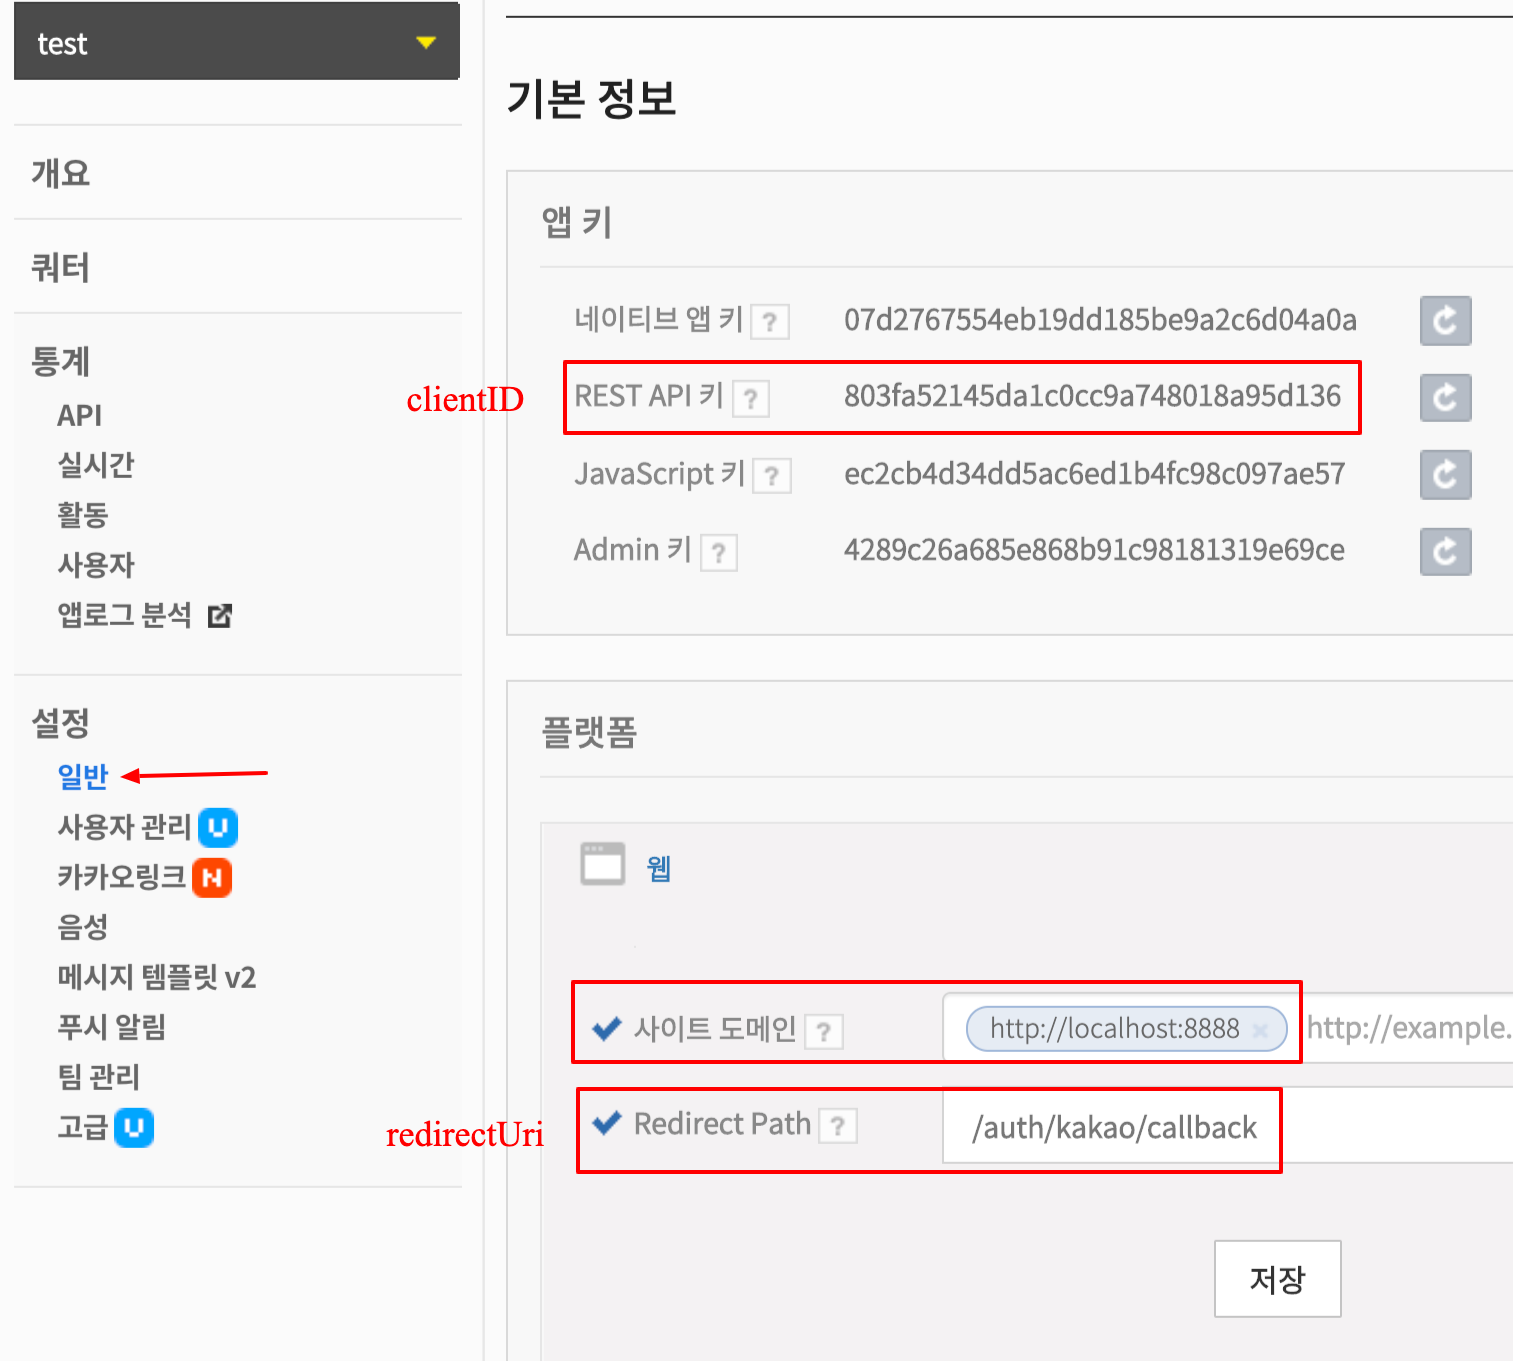 test
개요
쿼터
통계
API
실시간
활동
사용자
앱로그 분석
설정
일반
사용자 관리 U
카카오링크 N
음성
메시지 템플릿 v2
푸시 알림
팀 관리
고급 U
기본 정보
앱 키
네이티브 앱 키 ? 07d2767554eb19dd185be9a2c6d04a0a
clientID REST API 키 ? 803fa52145da1c0cc9a748018a95d136
JavaScript 키 ? ec2cb4d34dd5ac6ed1b4fc98c097ae57
Admin 키 ? 4289c26a685e868b91c98181319e69ce
플랫폼
웹
사이트 도메인 ? http://localhost:8888 × http://example.
redirectUri Redirect Path ? /auth/kakao/callback
저장